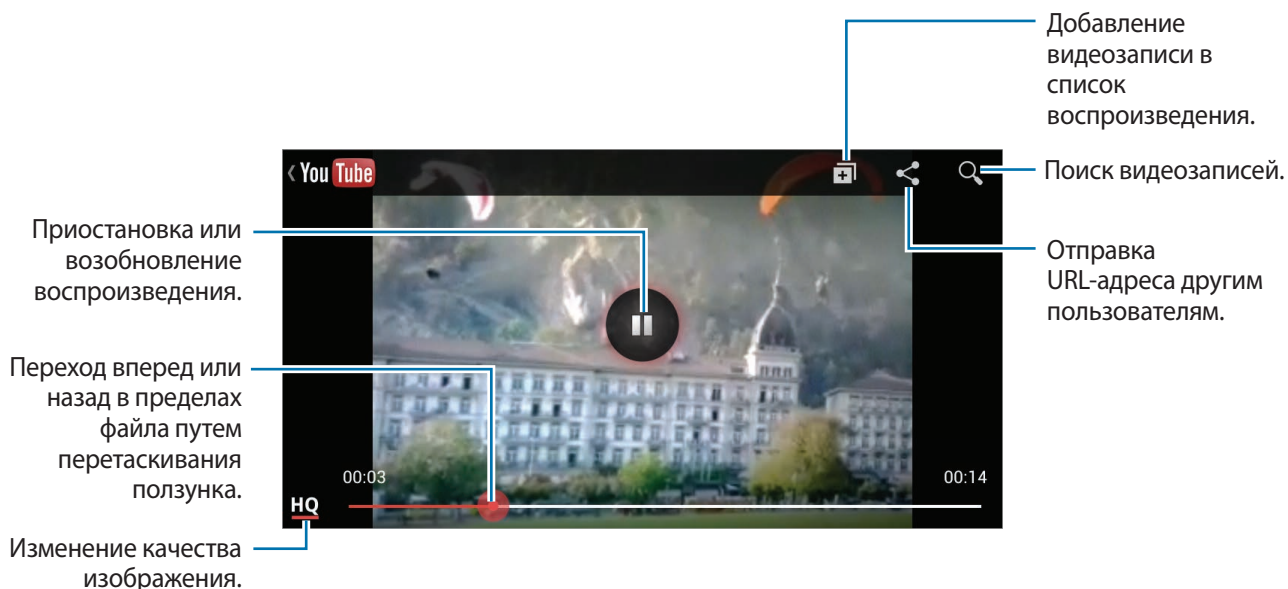 Добавление
видеозаписи в
список
воспроизведения.
You Tube
Поиск видеозаписей.
Приостановка или
возобновление
воспроизведения.
Отправка
URL-адреса другим
пользователям.
Переход вперед или
назад в пределах
файла путем
перетаскивания
ползунка.
00:03
00:14
HQ
Изменение качества
изображения.